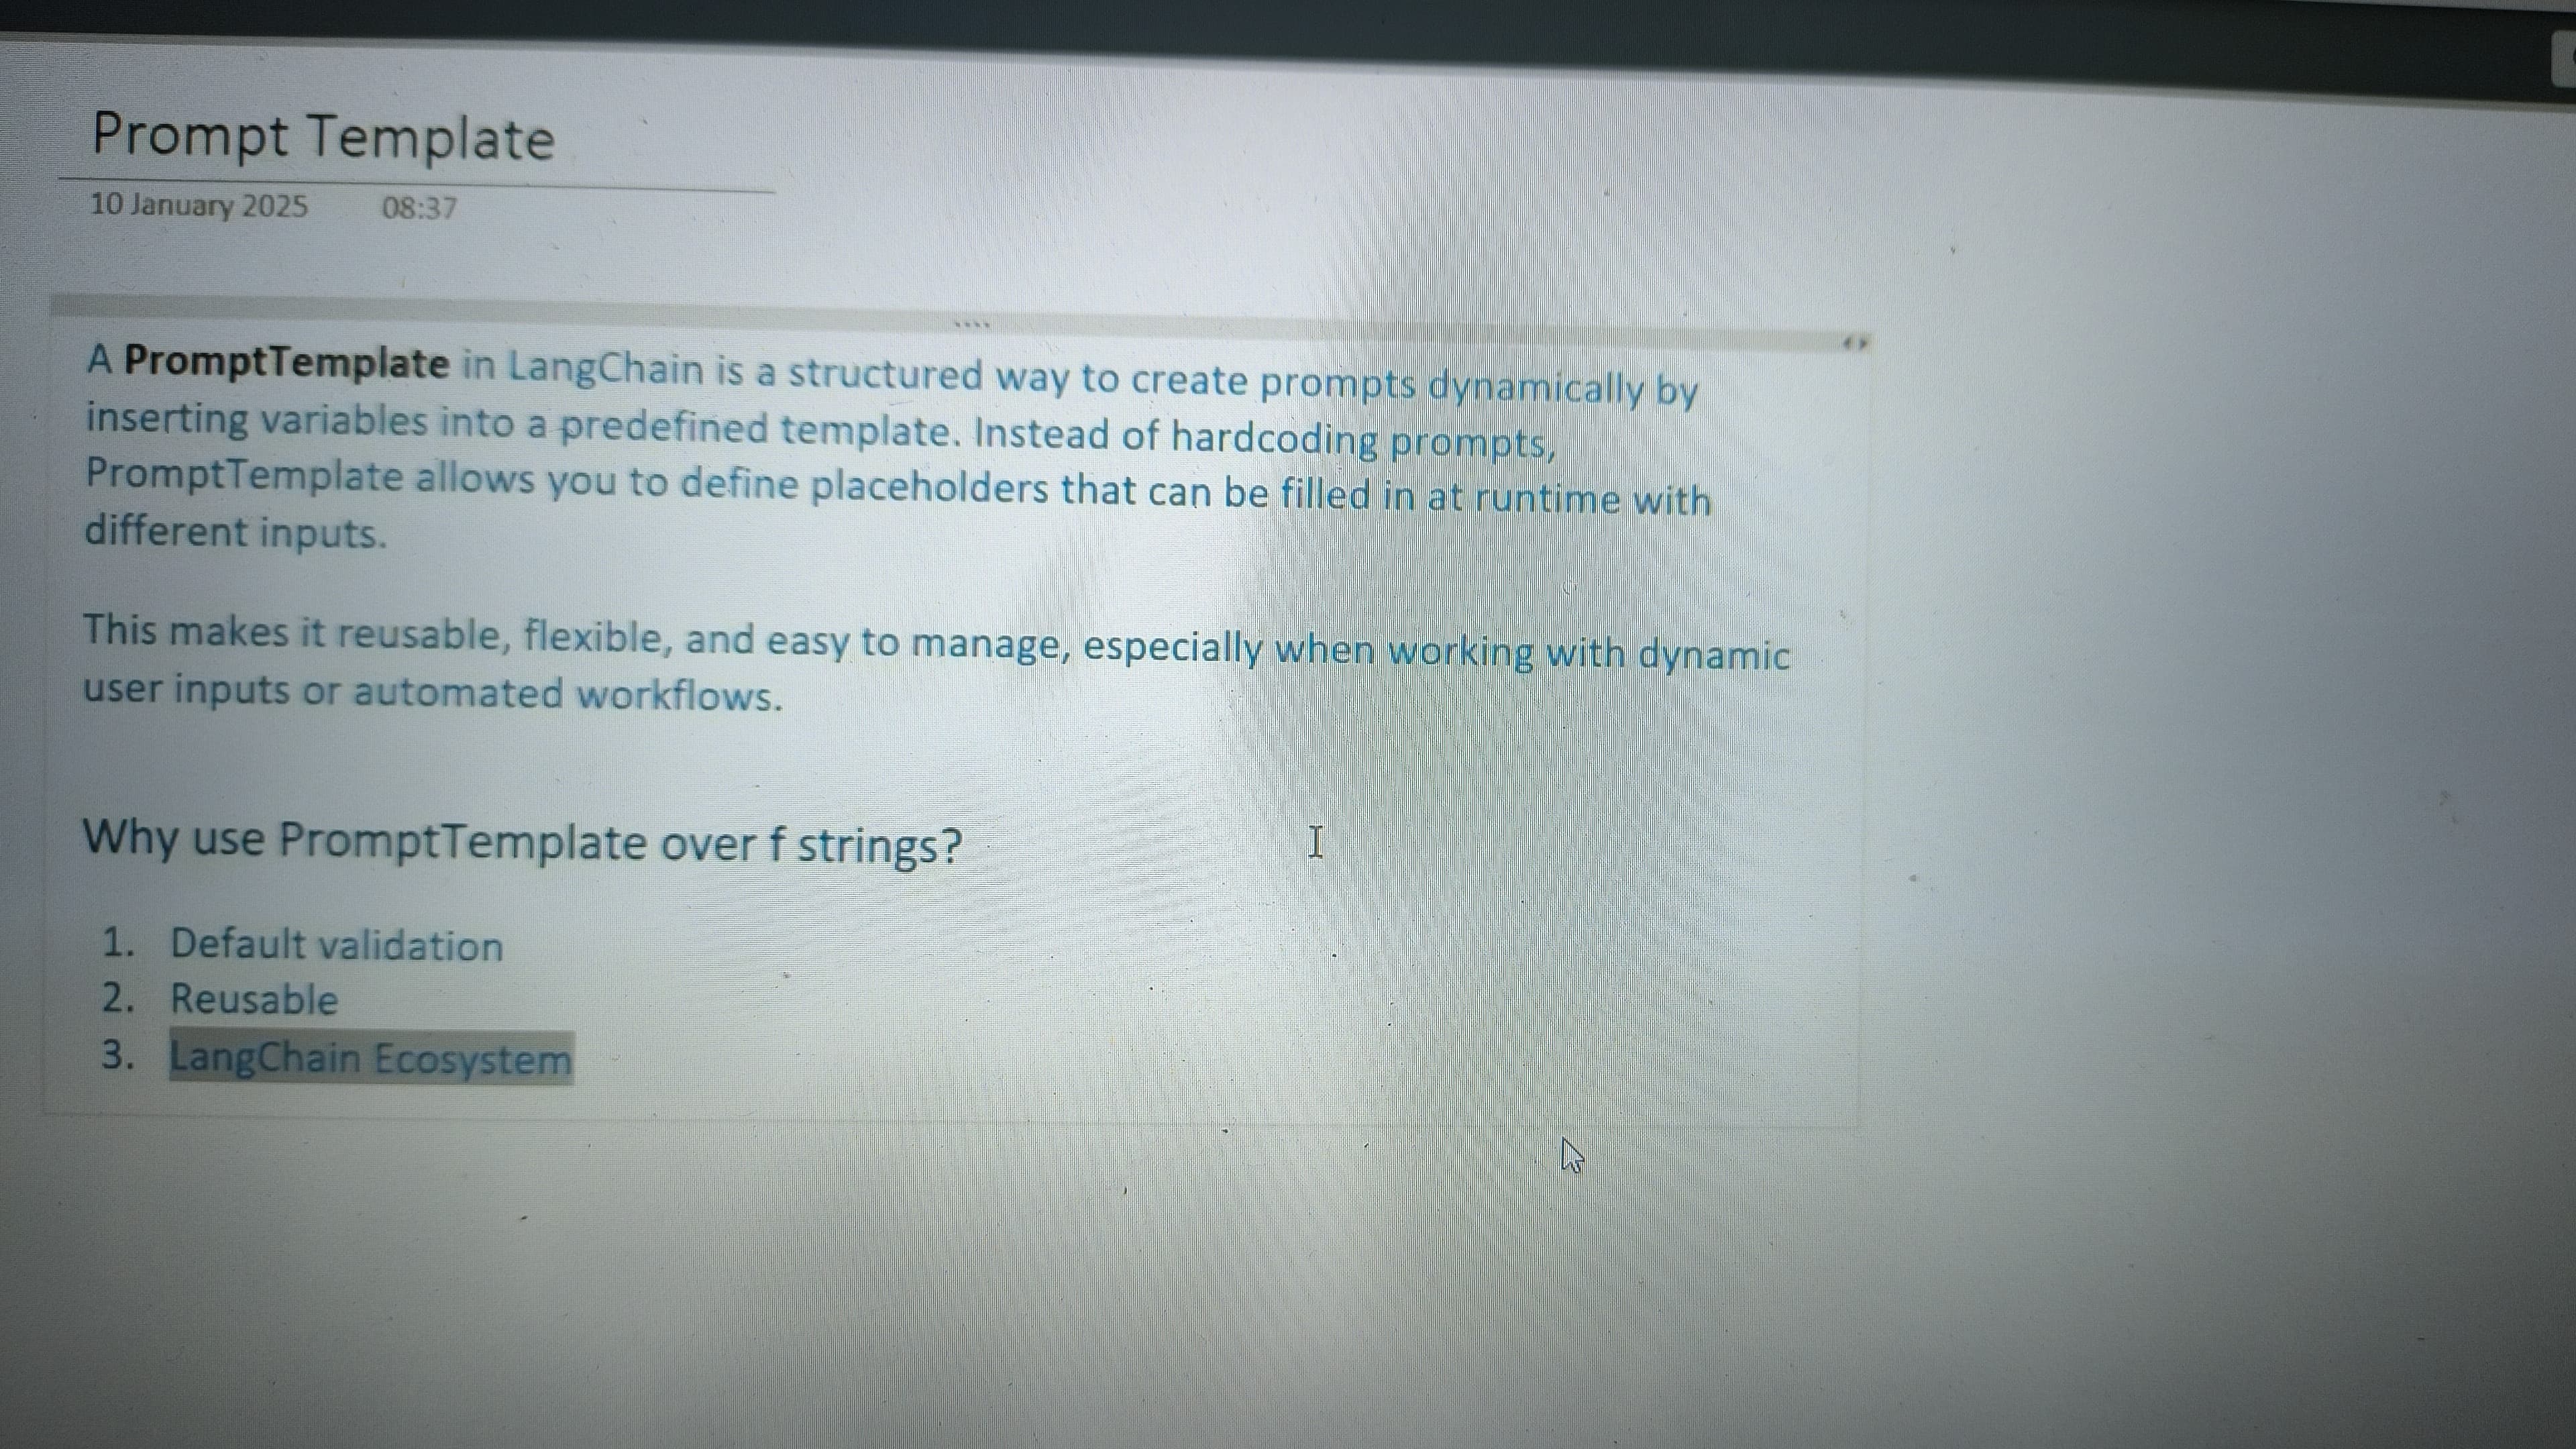 Prompt Template
10 January 2025 08:37
A PromptTemplate in LangChain is a structured way to create prompts dynamically by
inserting variables into a predefined template. Instead of hardcoding prompts,
PromptTemplate allows you to define placeholders that can be filled in at runtime with
different inputs.
This makes it reusable, flexible, and easy to manage, especially when working with dynamic
user inputs or automated workflows.
Why use PromptTemplate over f strings?
1. Default validation
2. Reusable
3. LangChain Ecosystem